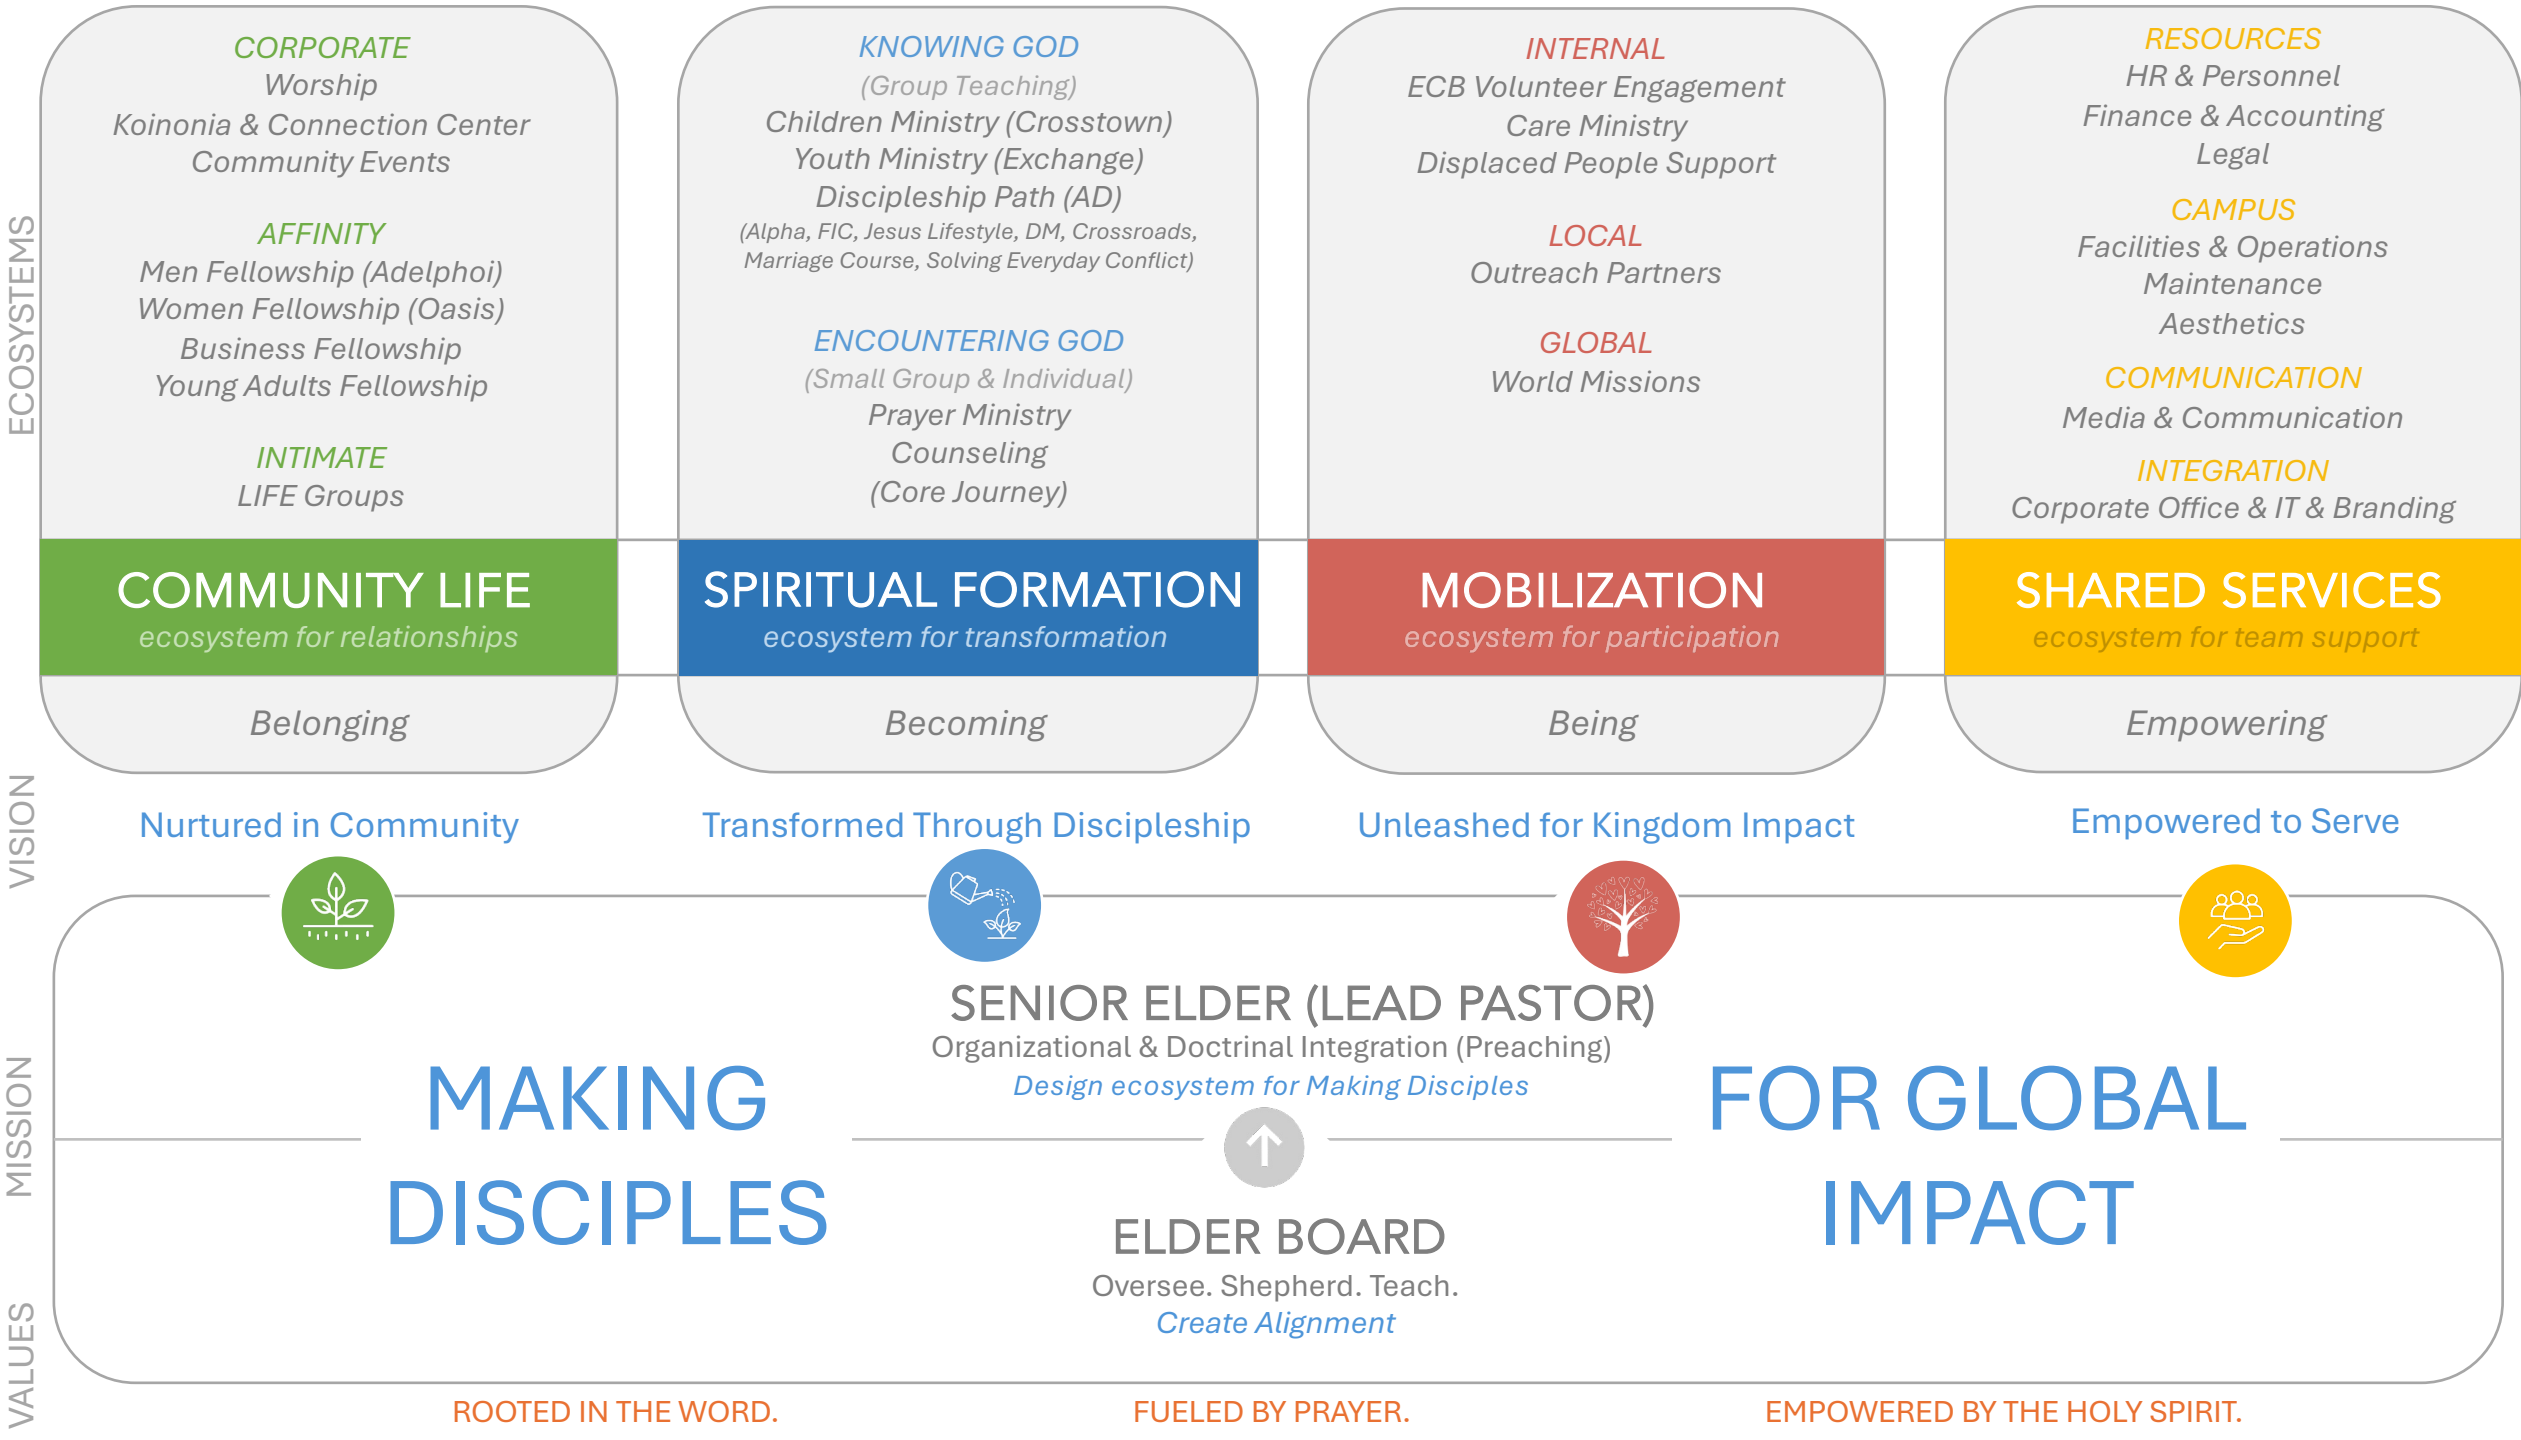 ECOSYSTEMS
CORPORATE
Worship
Koinonia & Connection Center
Community Events
AFFINITY
Men Fellowship (Adelphoi)
Women Fellowship (Oasis)
Business Fellowship
Young Adults Fellowship
INTIMATE
LIFE Groups
COMMUNITY LIFE
ecosystem for relationships
Belonging
KNOWING GOD
(Group Teaching)
Children Ministry (Crosstown)
Youth Ministry (Exchange)
Discipleship Path (AD)
(Alpha, FIC, Jesus Lifestyle, DM, Crossroads,
Marriage Course, Solving Everyday Conflict)
ENCOUNTERING GOD
(Small Group & Individual)
Prayer Ministry
Counseling
(Core Journey)
SPIRITUAL FORMATION
ecosystem for transformation
Becoming
INTERNAL
ECB Volunteer Engagement
Care Ministry
Displaced People Support
LOCAL
Outreach Partners
GLOBAL
World Missions
MOBILIZATION
ecosystem for participation
Being
RESOURCES
HR & Personnel
Finance & Accounting
Legal
CAMPUS
Facilities & Operations
Maintenance
Aesthetics
COMMUNICATION
Media & Communication
INTEGRATION
Corporate Office & IT & Branding
SHARED SERVICES
ecosystem for team support
Empowering
VISION
Nurtured in Community
Transformed Through Discipleship
Unleashed for Kingdom Impact
Empowered to Serve
MISSION
MAKING
DISCIPLES
SENIOR ELDER (LEAD PASTOR)
Organizational & Doctrinal Integration (Preaching)
Design ecosystem for Making Disciples
ELDER BOARD
Oversee. Shepherd. Teach.
Create Alignment
FOR GLOBAL
IMPACT
VALUES
ROOTED IN THE WORD.
FUELED BY PRAYER.
EMPOWERED BY THE HOLY SPIRIT.